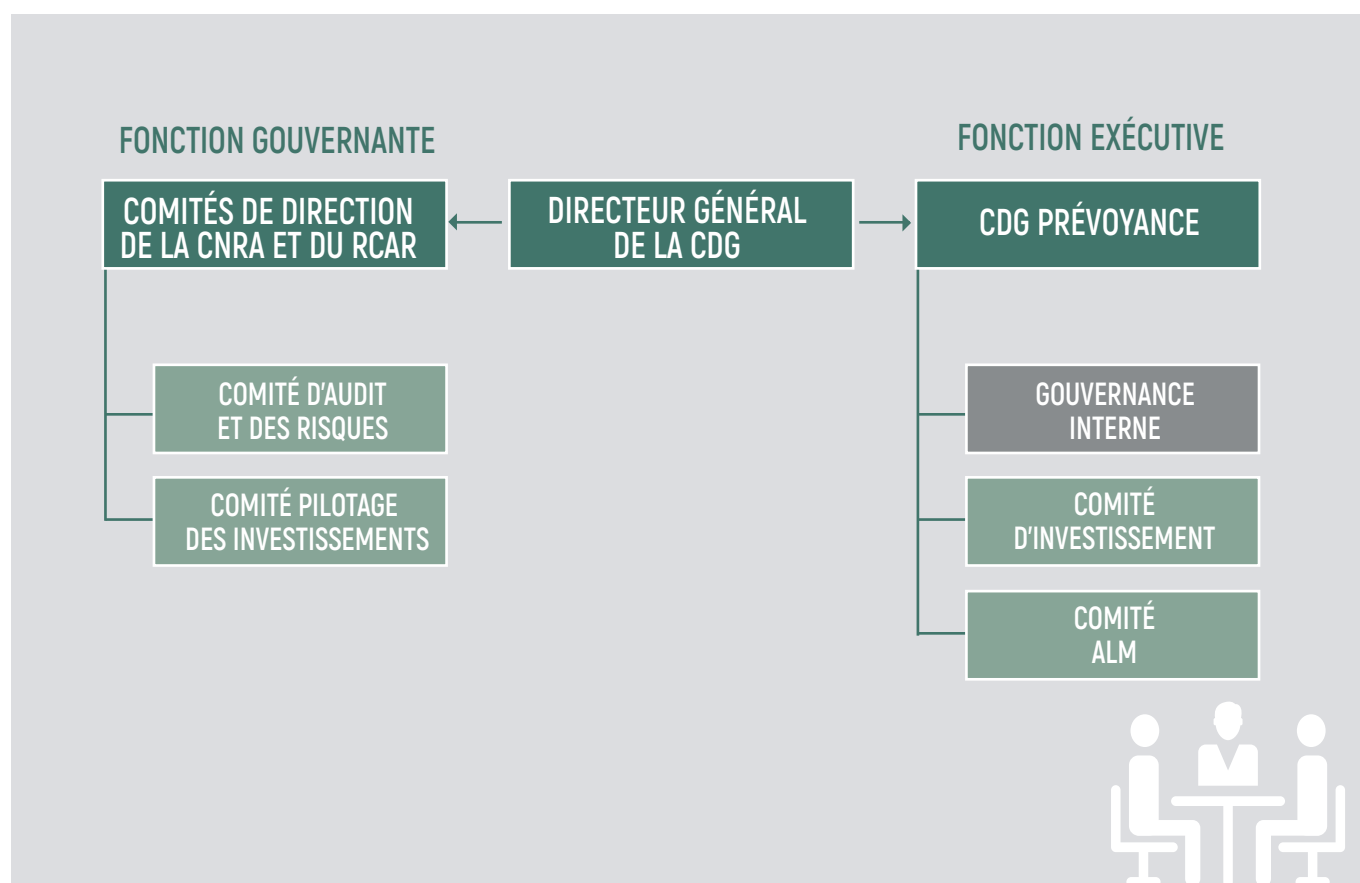 FONCTION GOUVERNANTE
COMITÉS DE DIRECTION
DE LA CNRA ET DU RCAR
COMITÉ D'AUDIT
ET DES RISQUES
COMITÉ PILOTAGE
DES INVESTISSEMENTS
DIRECTEUR GÉNÉRAL
DE LA CDG
FONCTION EXÉCUTIVE
CDG PRÉVOYANCE
GOUVERNANCE
INTERNE
COMITÉ
D'INVESTISSEMENT
COMITÉ
ALM